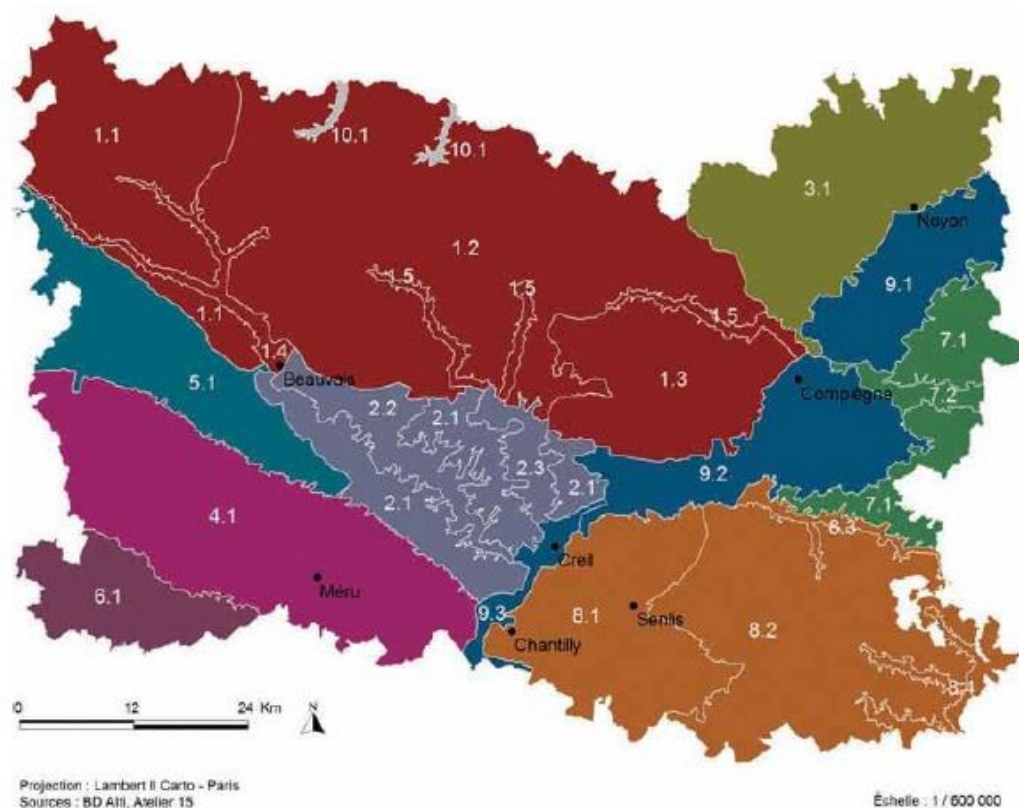 1.1
10.1
10.1
3.1
Noyon
1.2
9.1
1.5
1.5
1.5
1.1
7.1
1.4
Beauvais
1.3
Compiègne
5.1
7.2
2.2
2.1
2.3
9.2
2.1
2.1
7.1
4.1
8.3
Creil
6.1
Méru
9.3
8.1
Senlis
8.2
Chantilly
8.4
0 12 24 Km
N
Projection : Lambert II Carto - Paris
Sources : BD Alti, Atelier 15
Échelle : 1 / 600 000